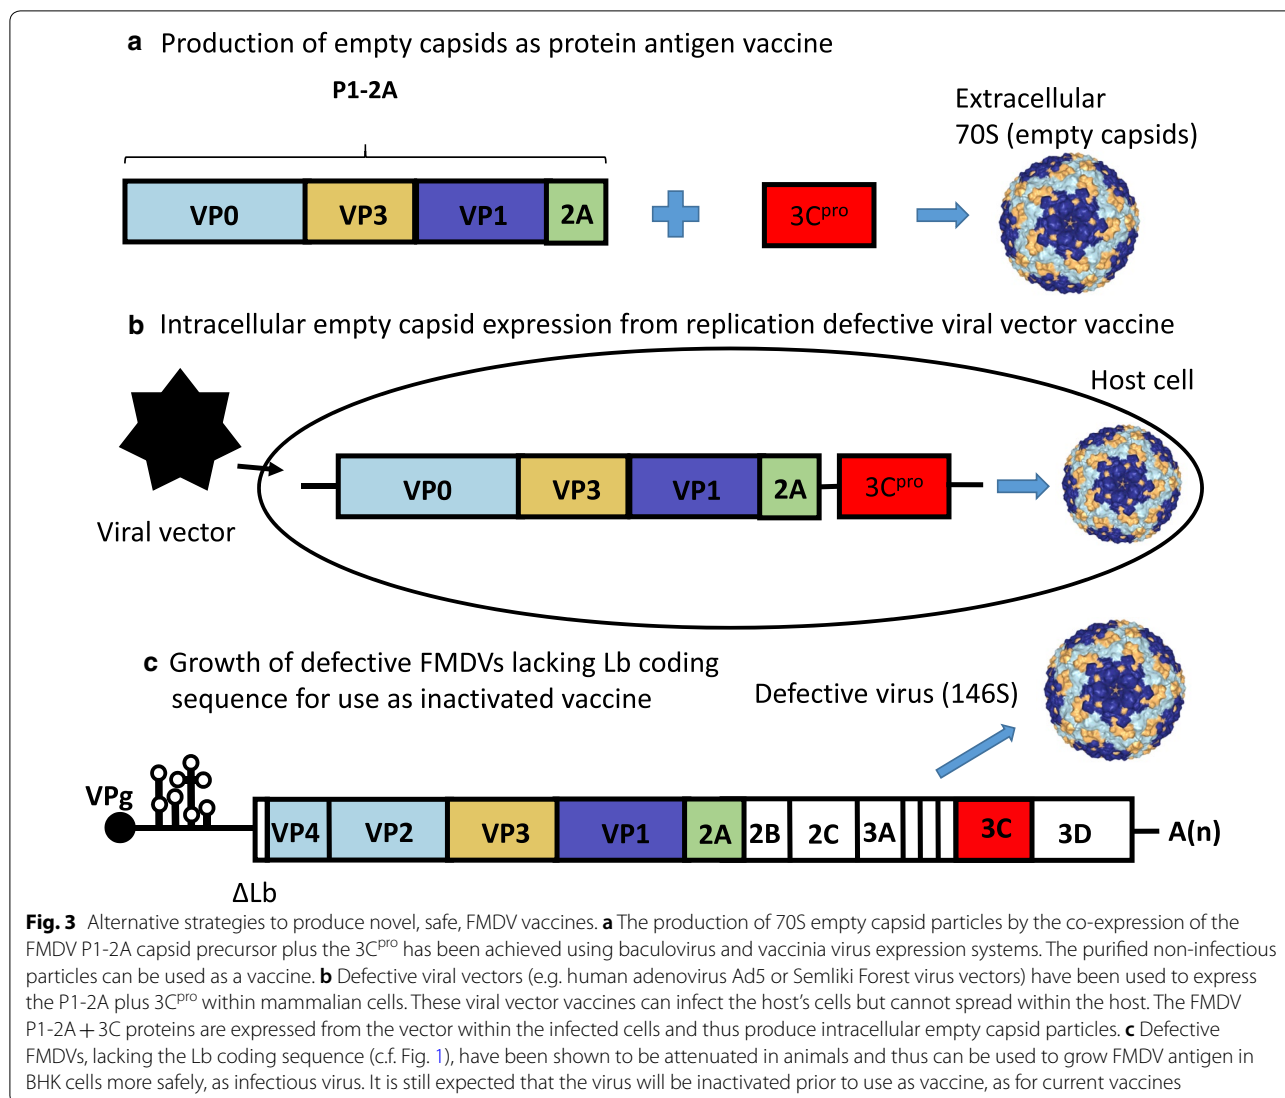 a Production of empty capsids as protein antigen vaccine
P1-2A
Extracellular
70S (empty capsids)
VP0 VP3 VP1 2A 3Cpro
b Intracellular empty capsid expression from replication defective viral vector vaccine
Host cell
VP0 VP3 VP1 2A 3Cpro
Viral vector
c Growth of defective FMDVs lacking Lb coding
sequence for use as inactivated vaccine
Defective virus (146S)
VPg
VP4 VP2 VP3 VP1 2A 2B 2C 3A 3C 3D A(n)
ΔLb
Fig. 3 Alternative strategies to produce novel, safe, FMDV vaccines. a The production of 70S empty capsid particles by the co-expression of the
FMDV P1-2A capsid precursor plus the 3Cpro has been achieved using baculovirus and vaccinia virus expression systems. The purified non-infectious
particles can be used as a vaccine. b Defective viral vectors (e.g. human adenovirus Ad5 or Semliki Forest virus vectors) have been used to express
the P1-2A plus 3Cpro within mammalian cells. These viral vector vaccines can infect the host's cells but cannot spread within the host. The FMDV
P1-2A + 3C proteins are expressed from the vector within the infected cells and thus produce intracellular empty capsid particles. c Defective
FMDVs, lacking the Lb coding sequence (c.f. Fig. 1), have been shown to be attenuated in animals and thus can be used to grow FMDV antigen in
BHK cells more safely, as infectious virus. It is still expected that the virus will be inactivated prior to use as vaccine, as for current vaccines